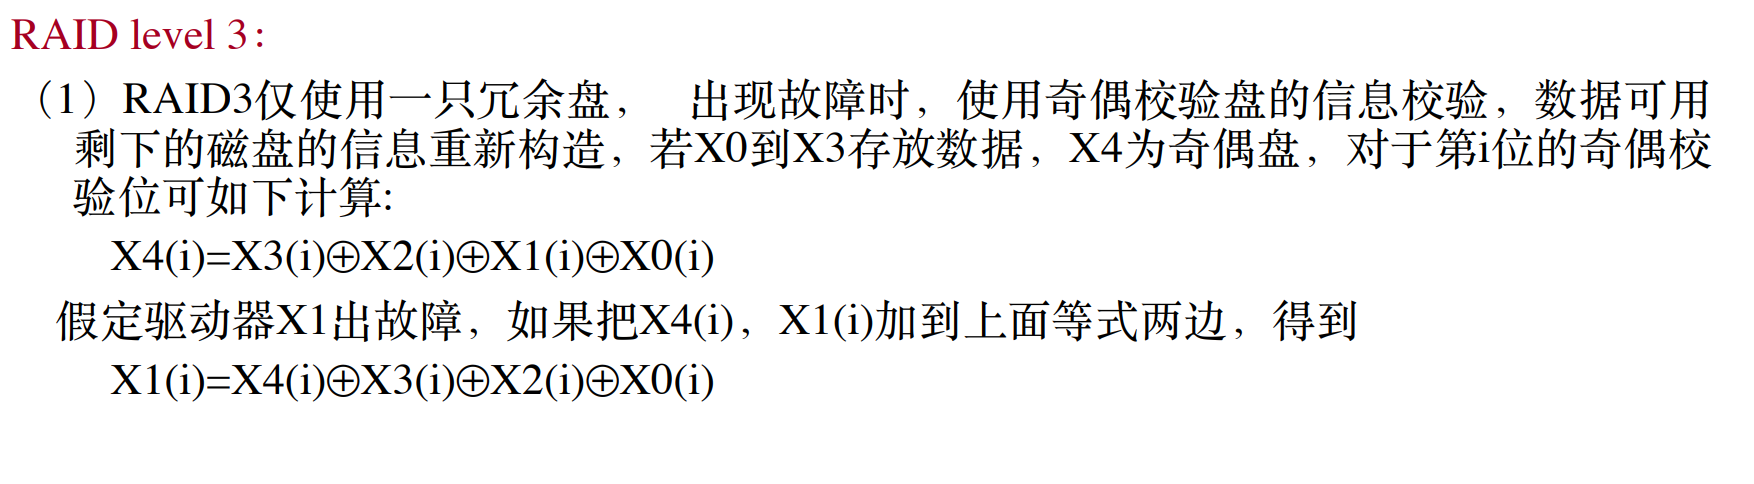 RAID level 3：
（1）RAID3仅使用一只冗余盘， 出现故障时，使用奇偶校验盘的信息校验，数据可用
剩下的磁盘的信息重新构造，若X0到X3存放数据，X4为奇偶盘，对于第i位的奇偶校
验位可如下计算:
X4(i)=X3(i)⊕X2(i)⊕X1(i)⊕X0(i)
假定驱动器X1出故障，如果把X4(i)，X1(i)加到上面等式两边，得到
X1(i)=X4(i)⊕X3(i)⊕X2(i)⊕X0(i)